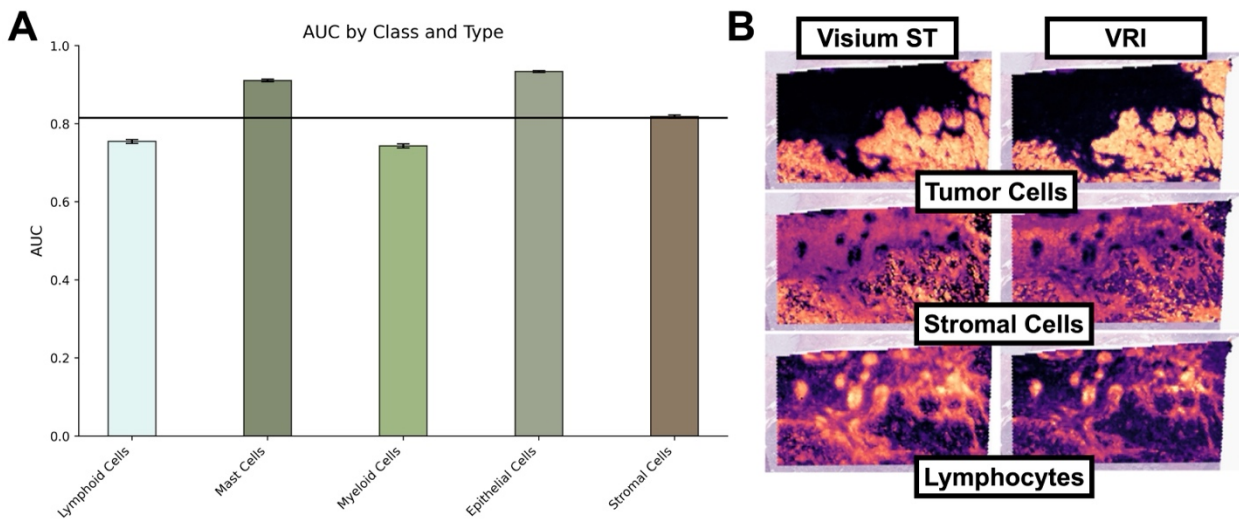 A
AUC by Class and Type
AUC
1.0
0.8
0.6
0.4
0.2
0.0
Lymphoid Cells
Mast Cells
Myeloid Cells
Epithelial Cells
Stromal Cells
B
Visium ST
VRI
Tumor Cells
Stromal Cells
Lymphocytes